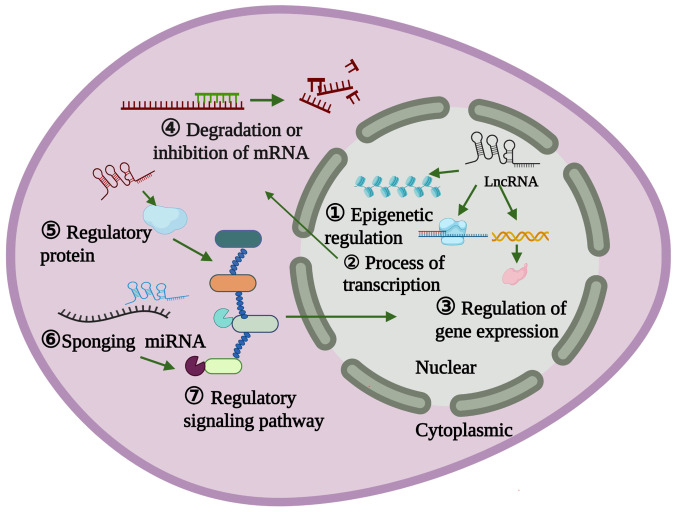 ④ Degradation or
inhibition of mRNA
LncRNA
① Epigenetic
regulation
⑤ Regulatory
protein
② Process of
transcription
③ Regulation of
gene expression
⑥Sponging miRNA
Nuclear
⑦ Regulatory
signaling pathway
Cytoplasmic